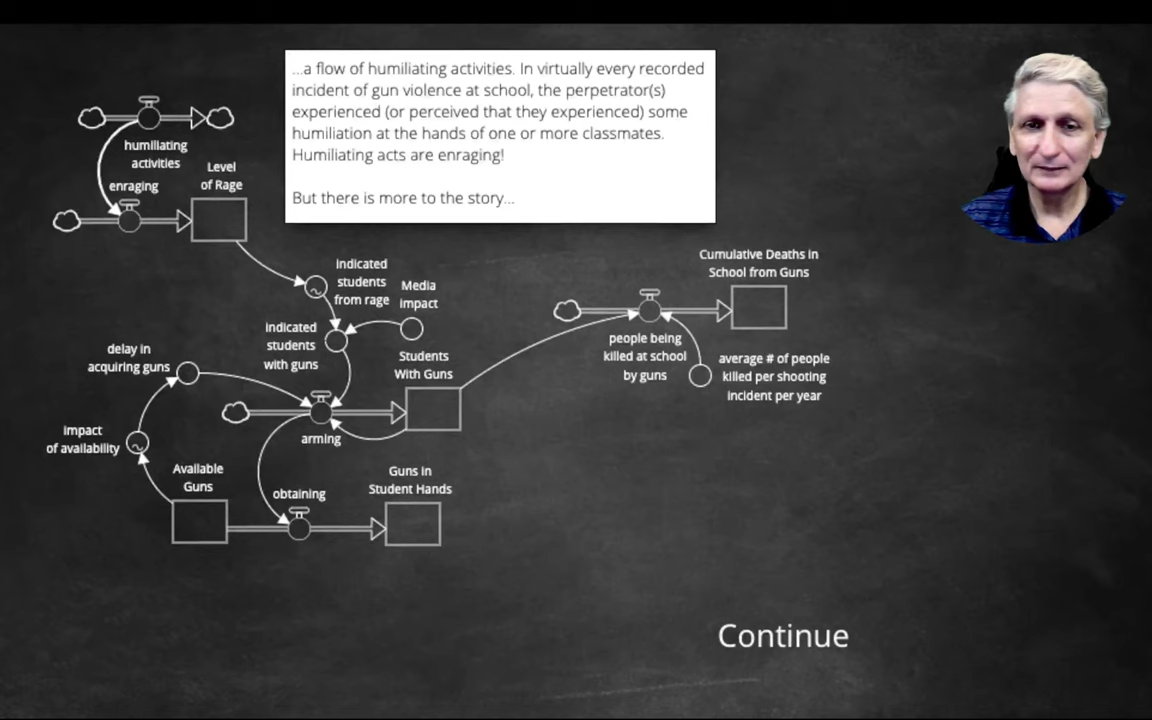 ...a flow of humiliating activities. In virtually every recorded
incident of gun violence at school, the perpetrator(s)
experienced (or perceived that they experienced) some
humiliation at the hands of one or more classmates.
Humiliating acts are enraging!
But there is more to the story...
humiliating
activities
enraging
Level
of Rage
indicated
students
from rage
Media
impact
indicated
students
with guns
Students
With Guns
delay in
acquiring guns
arming
impact
of availability
Available
Guns
obtaining
Guns in
Student Hands
Cumulative Deaths in
School from Guns
people being
killed at school
by guns
average # of people
killed per shooting
incident per year
Continue